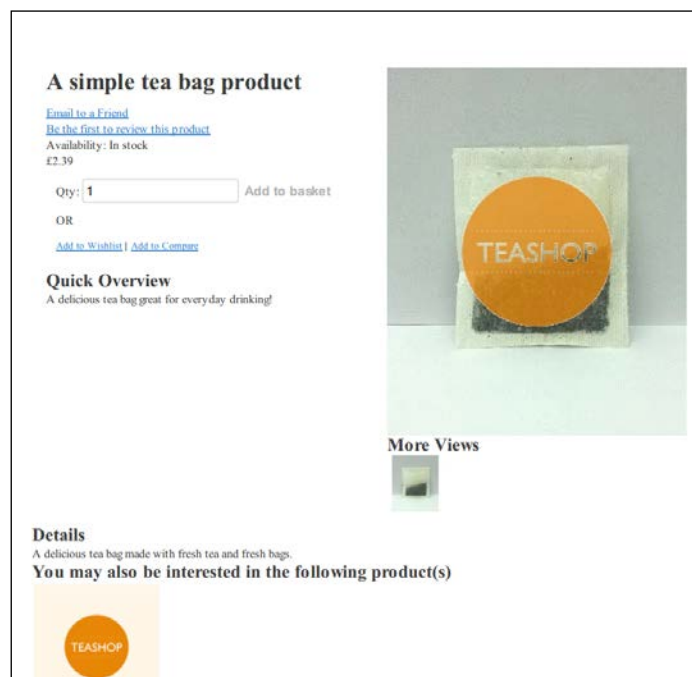 A simple tea bag product
Email to a Friend
Be the first to review this product
Availability: In stock
£2.39
Qty: 1 Add to basket
OR
Add to Wishlist | Add to Compare
Quick Overview
A delicious tea bag great for everyday drinking!
TEASHOP
More Views
Details
A delicious tea bag made with fresh tea and fresh bags.
You may also be interested in the following product(s)
TEASHOP